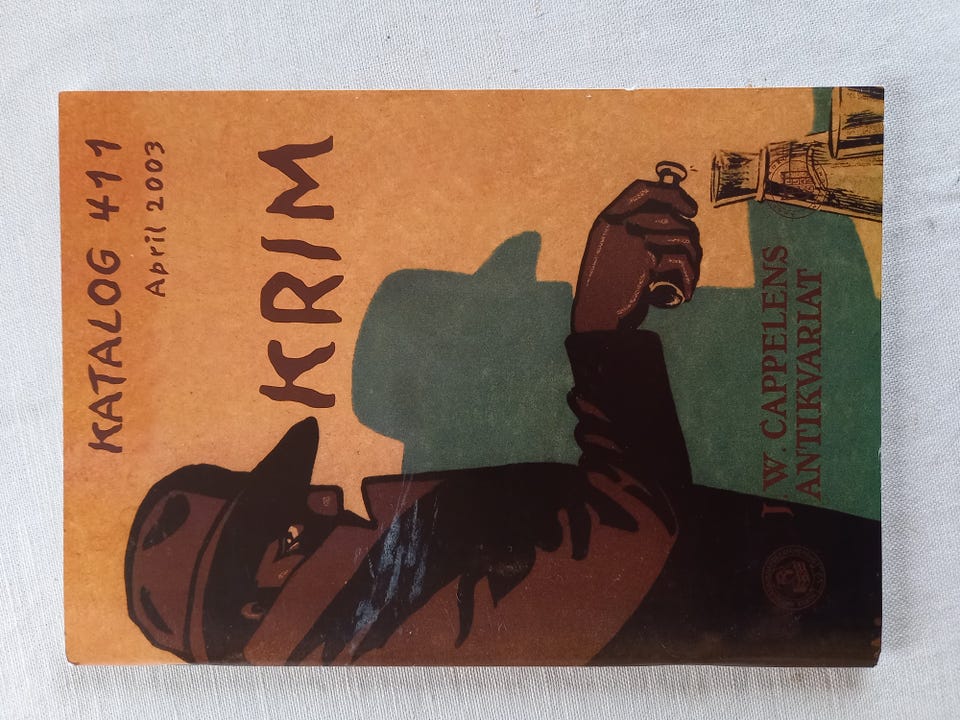 KATALOG 411
April 2003
KRIM
J. W. CAPPELENS
ANTIKVARIAT